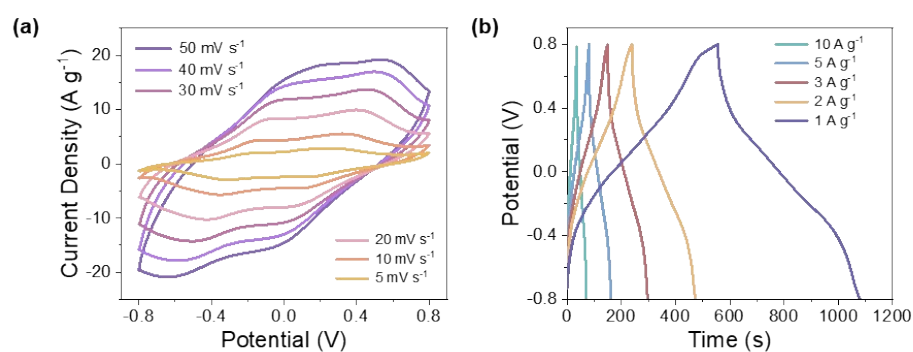 (a)
Current Density (A g⁻¹)
20
10
0
-10
-20
50 mV s⁻¹
40 mV s⁻¹
30 mV s⁻¹
20 mV s⁻¹
10 mV s⁻¹
5 mV s⁻¹
-0.8
-0.4
0.0
0.4
0.8
Potential (V)
(b)
Potential (V)
0.8
0.4
0.0
-0.4
-0.8
10 A g⁻¹
5 A g⁻¹
3 A g⁻¹
2 A g⁻¹
1 A g⁻¹
0
200
400
600
800
1000
1200
Time (s)